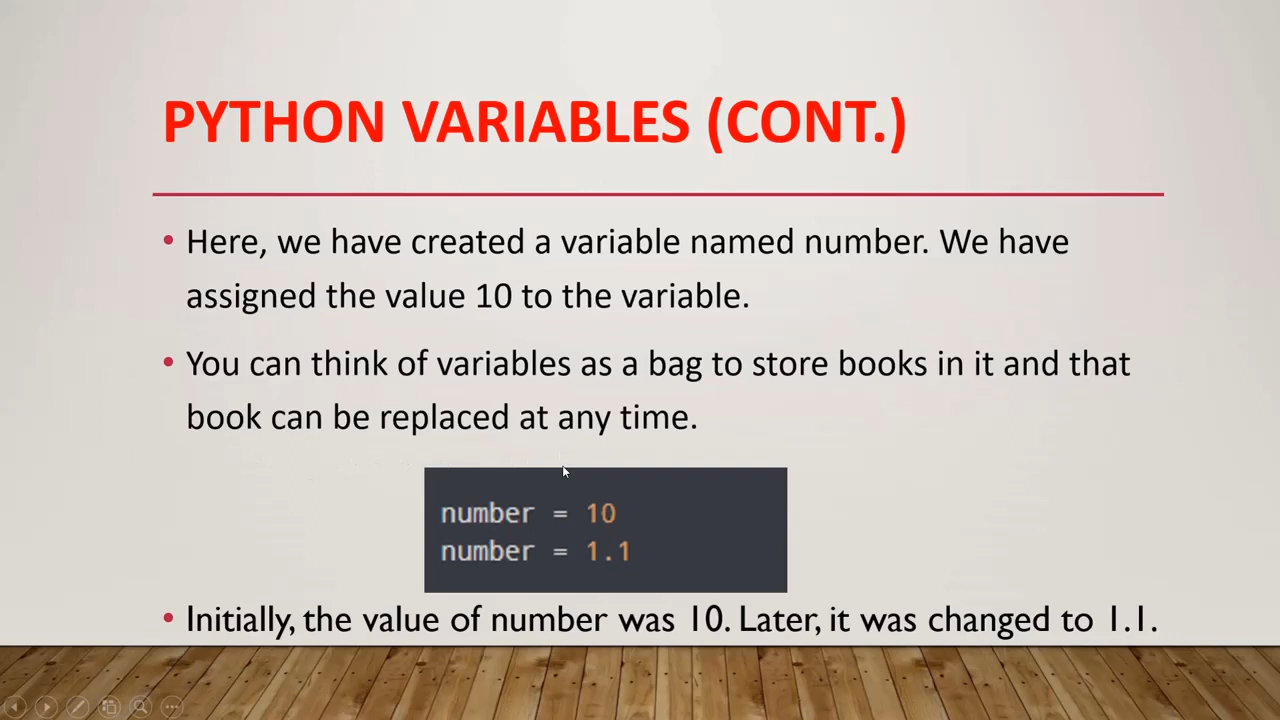 PYTHON VARIABLES (CONT.)
• Here, we have created a variable named number. We have
assigned the value 10 to the variable.
• You can think of variables as a bag to store books in it and that
book can be replaced at any time.
number = 10
number = 1.1
• Initially, the value of number was 10. Later, it was changed to 1.1.